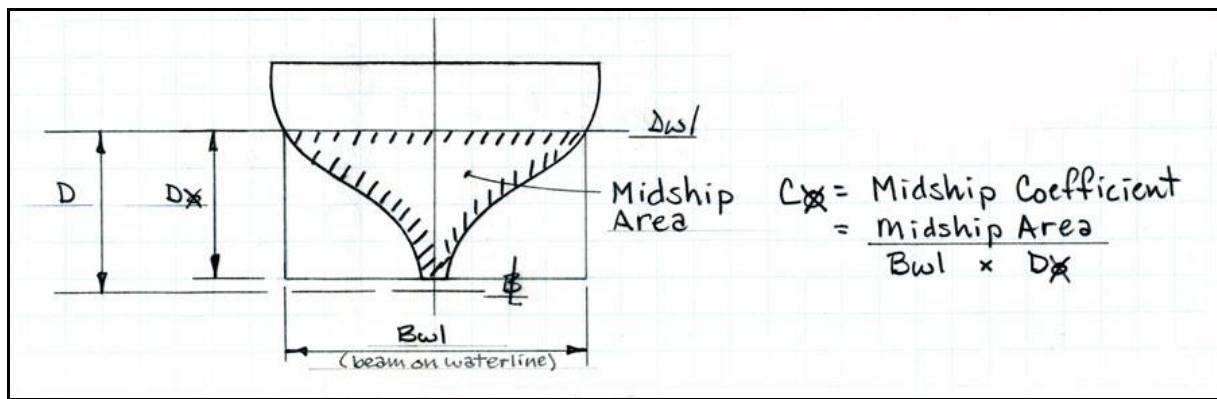 Dwl
D
D⦻
Midship
Area
C⦻ = Midship Coefficient
= Midship Area
Bwl × D⦻
Bwl
(beam on waterline)